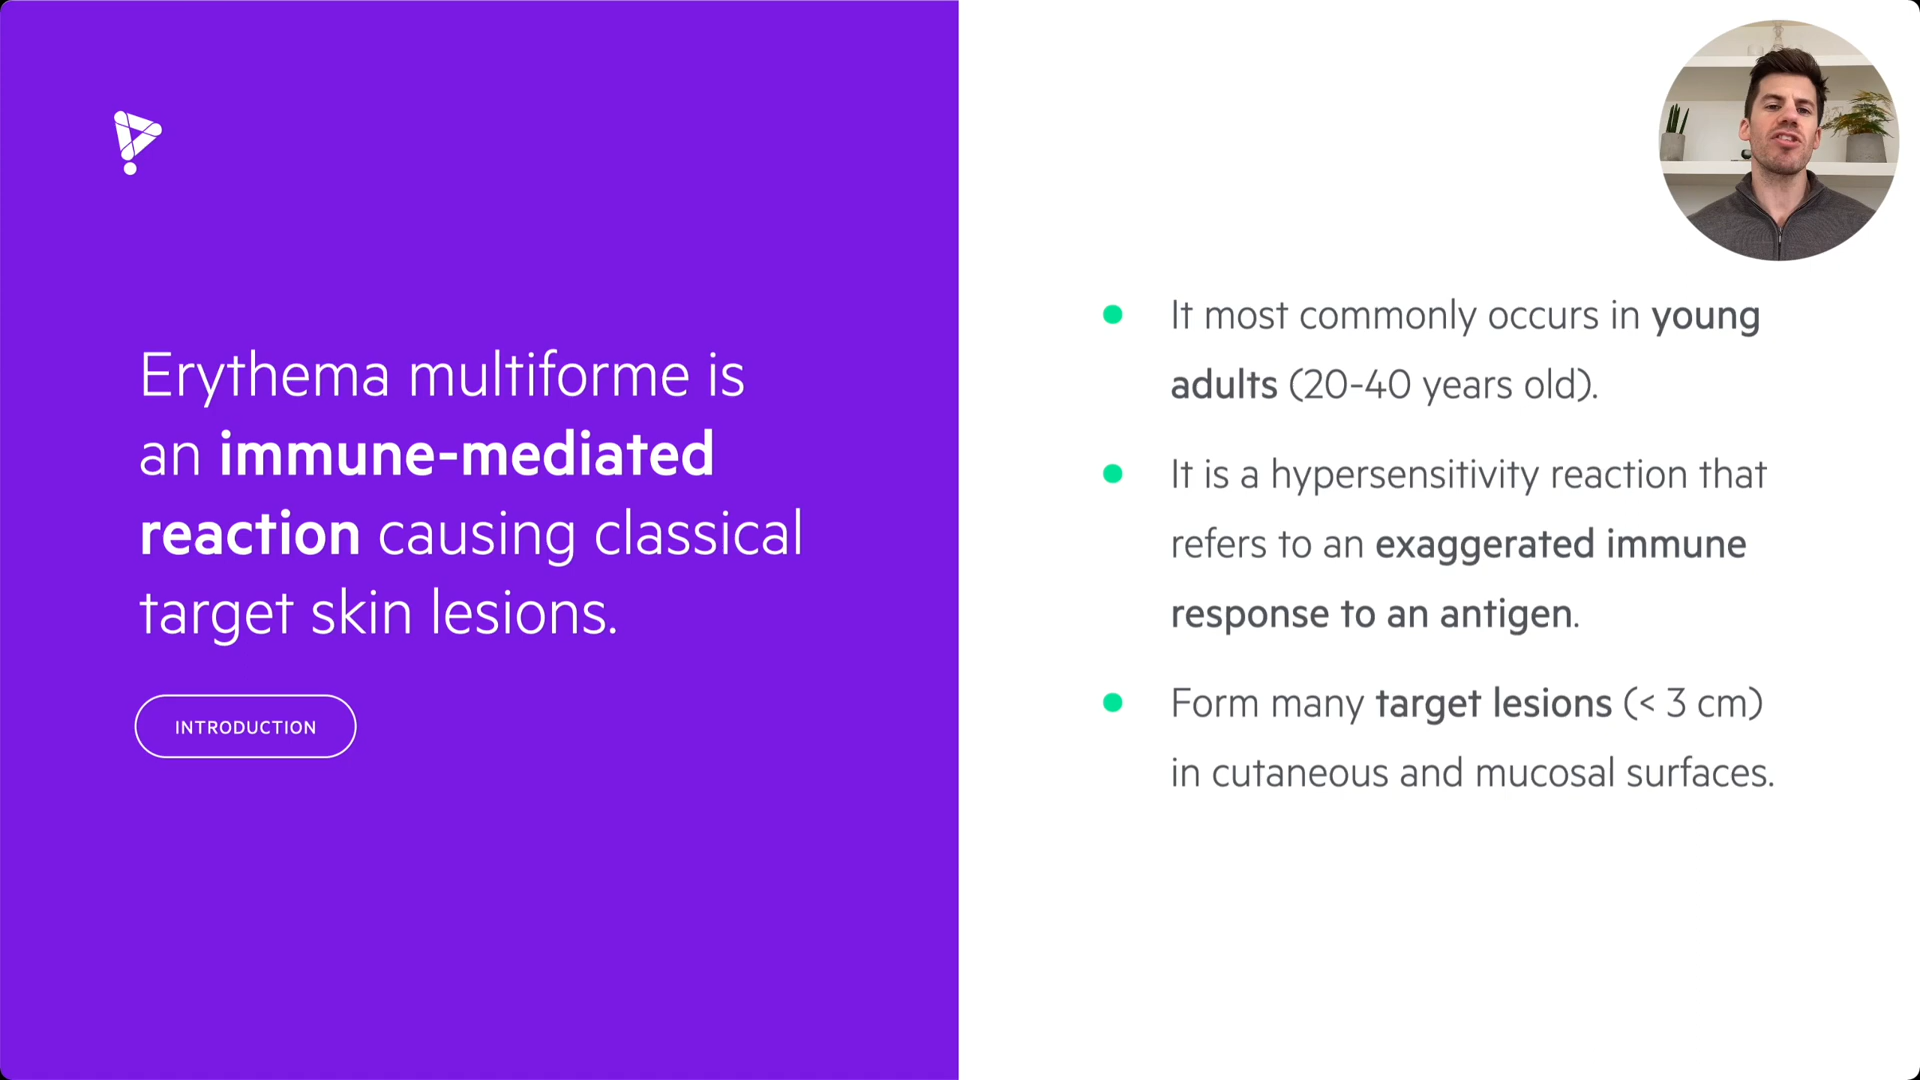 Erythema multiforme is
an immune-mediated
reaction causing classical
target skin lesions.
INTRODUCTION
It most commonly occurs in young
adults (20-40 years old).
It is a hypersensitivity reaction that
refers to an exaggerated immune
response to an antigen.
Form many target lesions (< 3 cm)
in cutaneous and mucosal surfaces.